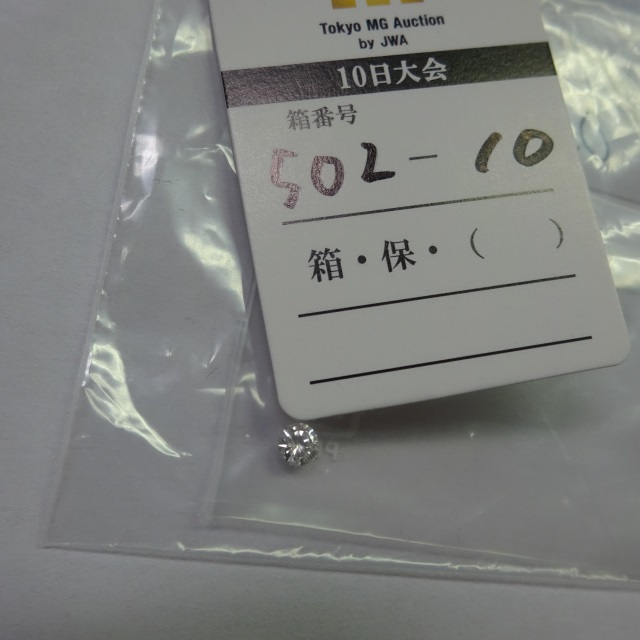 Tokyo MG Auction
by JWA
10日大会
箱番号
502- 10
箱・保・（　　）